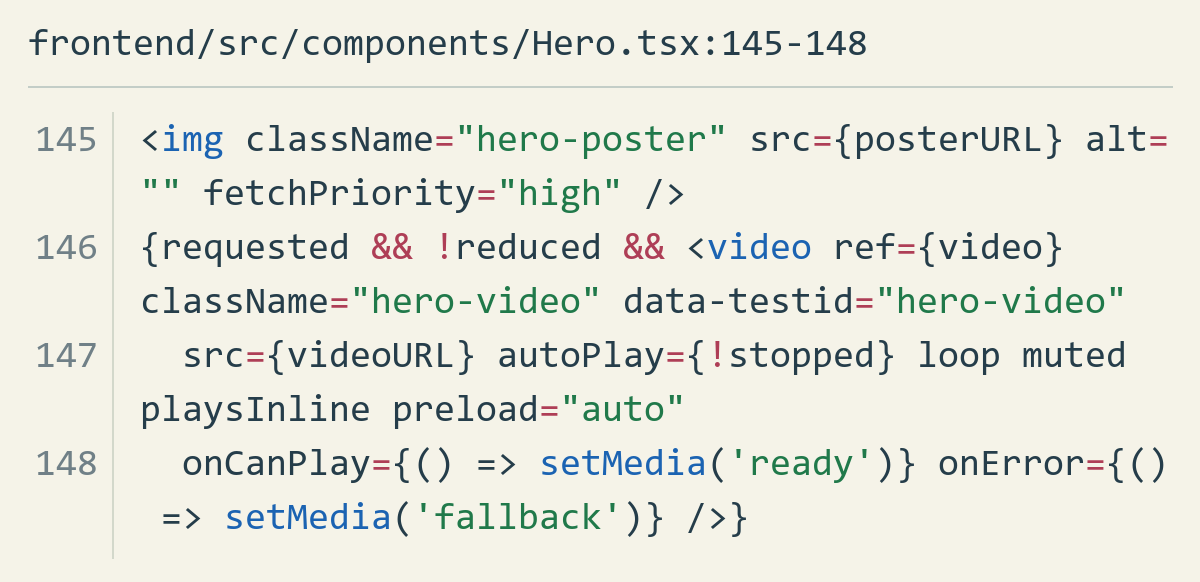 frontend/src/components/Hero.tsx:145-148
145 <img className="hero-poster" src={posterURL} alt=
"" fetchPriority="high" />
146 {requested && !reduced && <video ref={video}
className="hero-video" data-testid="hero-video"
147   src={videoURL} autoPlay={!stopped} loop muted
playsInline preload="auto"
148   onCanPlay={() => setMedia('ready')} onError={()
 => setMedia('fallback')} />}